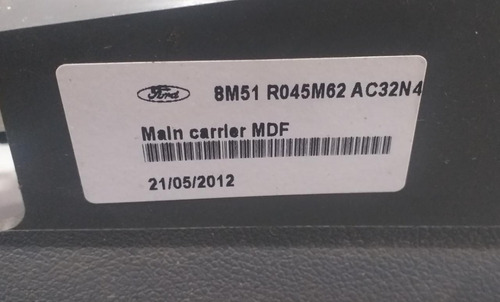 Ford 8M51 R045M62 AC32N4
Main carrier MDF
21/05/2012